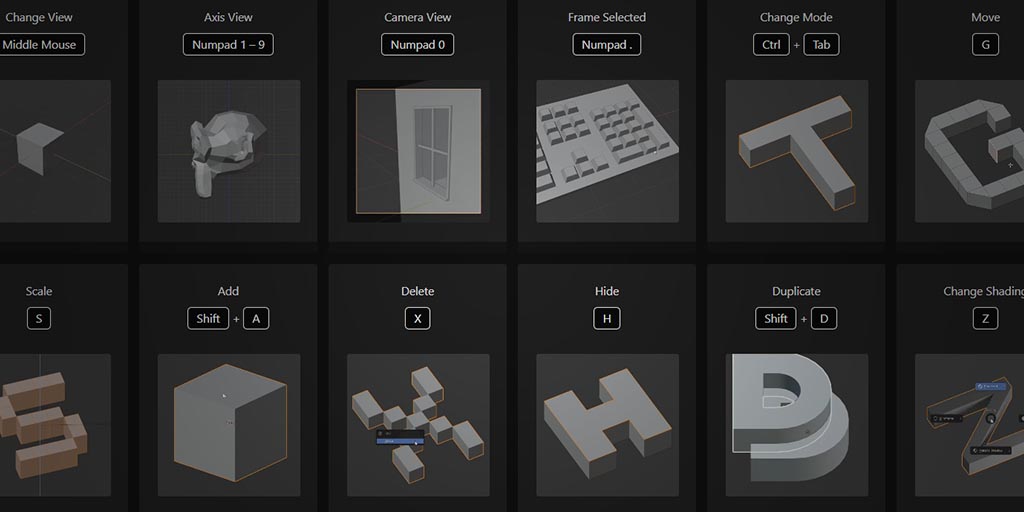 Change View
Middle Mouse
Axis View
Numpad 1 – 9
Camera View
Numpad 0
Frame Selected
Numpad .
Change Mode
Ctrl + Tab
Move
G
Scale
S
Add
Shift + A
Delete
X
Hide
H
Duplicate
Shift + D
Change Shading
Z